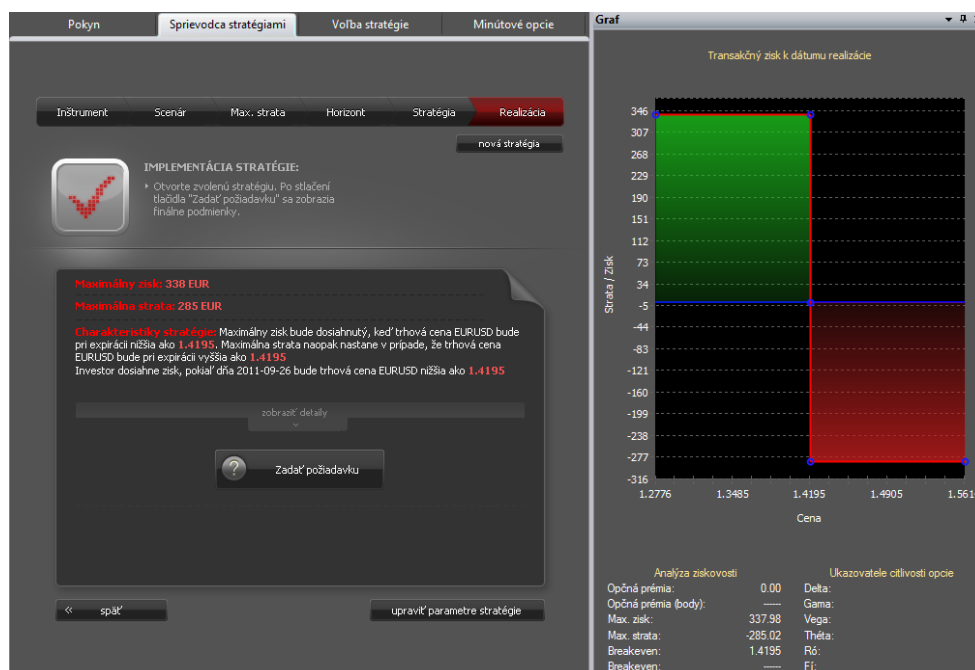 Pokyn
Sprievodca stratégiami
Voľba stratégie
Minútové opcie
Inštrument
Scenár
Max. strata
Horizont
Stratégia
Realizácia
nová stratégia
IMPLEMENTÁCIA STRATÉGIE:
Otvorte zvolenú stratégiu. Po stlačení
tlačidla "Zadať požiadavku" sa zobrazia
finálne podmienky.
Maximálny zisk: 338 EUR
Maximálna strata: 285 EUR
Charakteristiky stratégie: Maximálny zisk bude dosiahnutý, keď trhová cena EURUSD bude
pri expirácii nižšia ako 1.4195. Maximálna strata naopak nastane v prípade, že trhová cena
EURUSD bude pri expirácii vyššia ako 1.4195
Investor dosiahne zisk, pokiaľ dňa 2011-09-26 bude trhová cena EURUSD nižšia ako 1.4195
zobraziť detaily
? Zadať požiadavku
« späť
upraviť parametre stratégie
Graf
Transakčný zisk k dátumu realizácie
Strata / Zisk
346
307
268
229
190
151
112
73
34
-5
-44
-83
-121
-160
-199
-238
-277
-316
1.2776 1.3485 1.4195 1.4905 1.561
Cena
Analýza ziskovosti
Opčná prémia: 0.00
Opčná prémia (body): -----
Max. zisk: 337.98
Max. strata: -285.02
Breakeven: 1.4195
Breakeven: -----
Ukazovatele citlivosti opcie
Delta:
Gama:
Vega:
Théta:
Ró:
Fí: